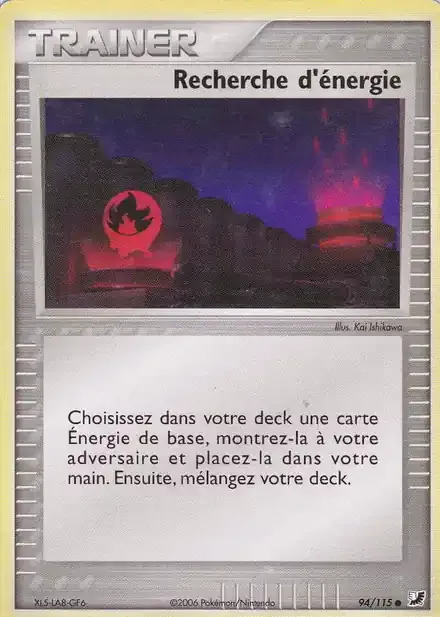 TRAINER
Recherche d'énergie
Illus. Kai Ishikawa
Choisissez dans votre deck une carte
Énergie de base, montrez-la à votre
adversaire et placez-la dans votre
main. Ensuite, mélangez votre deck.
XL5-LA8-GF6
©2006 Pokémon/Nintendo
94/115